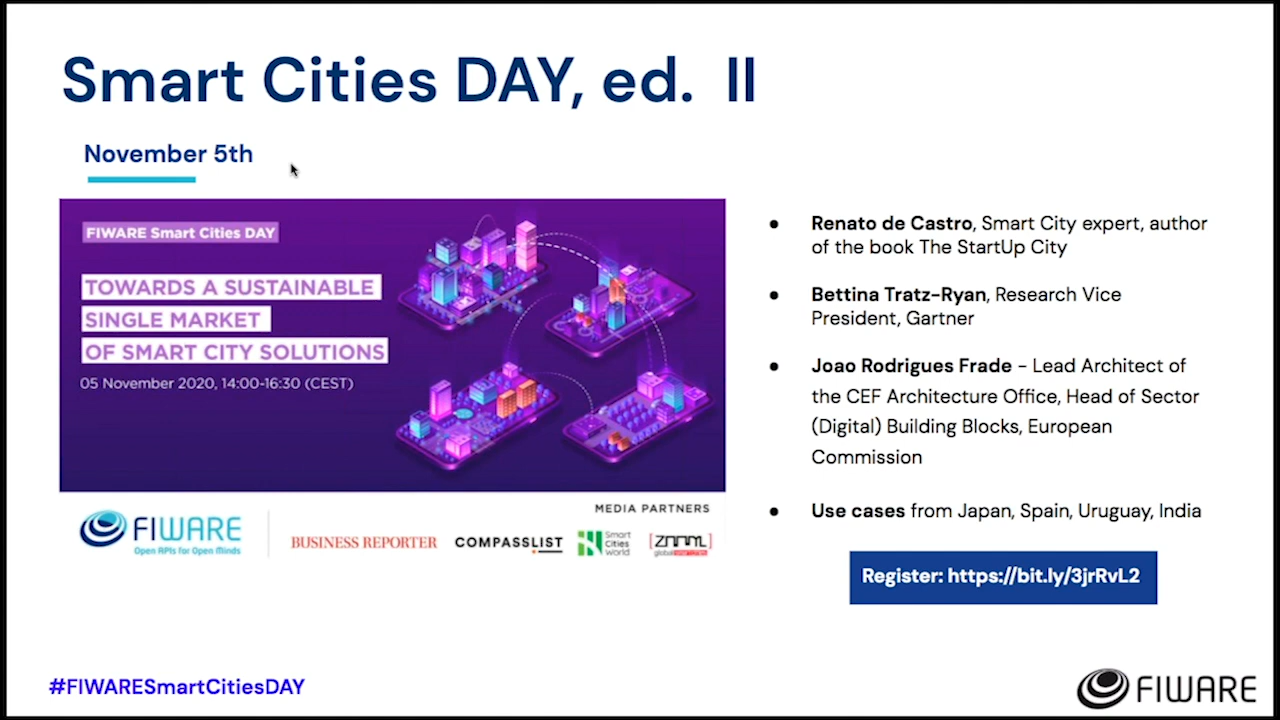 Smart Cities DAY, ed. II
November 5th
FIWARE Smart Cities DAY
TOWARDS A SUSTAINABLE
SINGLE MARKET
OF SMART CITY SOLUTIONS
05 November 2020, 14:00-16:30 (CEST)
MEDIA PARTNERS
FIWARE
Open APIs for Open Minds
BUSINESS REPORTER
COMPASSLIST
Smart
Cities
World
• Renato de Castro, Smart City expert, author
of the book The StartUp City
• Bettina Tratz-Ryan, Research Vice
President, Gartner
• Joao Rodrigues Frade - Lead Architect of
the CEF Architecture Office, Head of Sector
(Digital) Building Blocks, European
Commission
• Use cases from Japan, Spain, Uruguay, India
Register: https://bit.ly/3jrRvL2
#FIWARESmartCitiesDAY
FIWARE